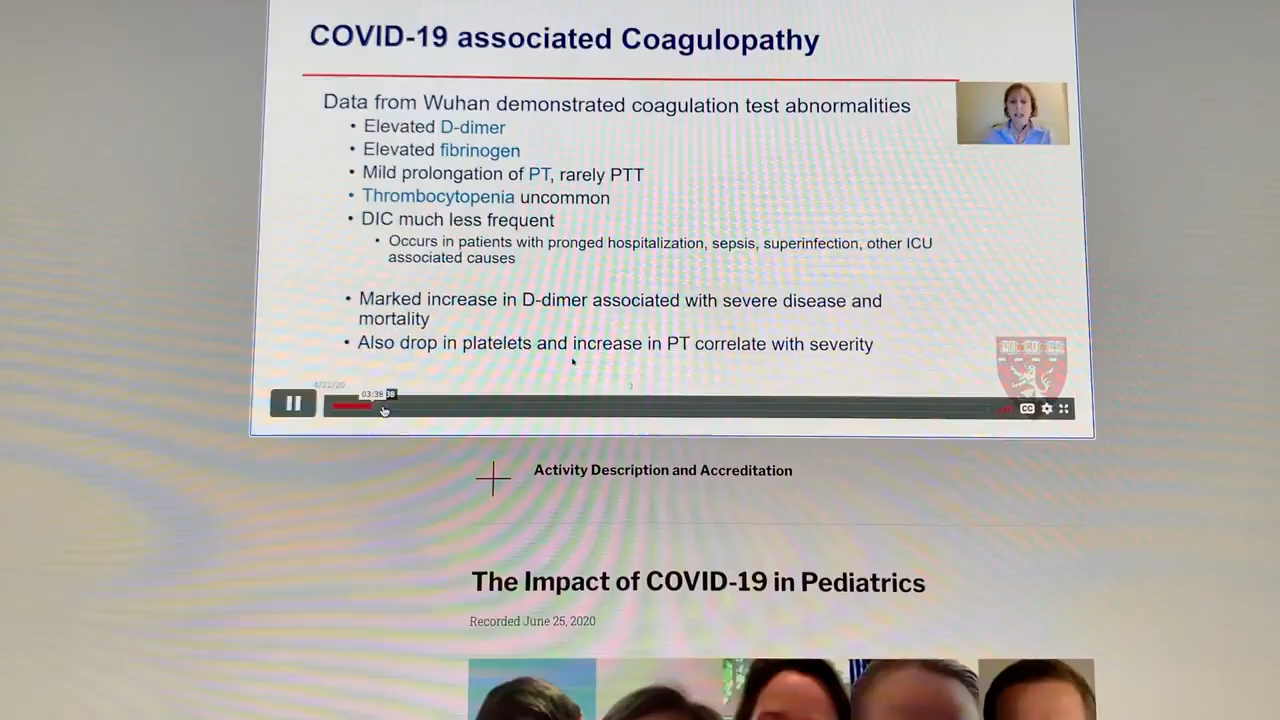 COVID-19 associated Coagulopathy
Data from Wuhan demonstrated coagulation test abnormalities
• Elevated D-dimer
• Elevated fibrinogen
• Mild prolongation of PT, rarely PTT
• Thrombocytopenia uncommon
• DIC much less frequent
• Occurs in patients with pronged hospitalization, sepsis, superinfection, other ICU
associated causes
• Marked increase in D-dimer associated with severe disease and
mortality
• Also drop in platelets and increase in PT correlate with severity
VE RI TAS
03:38
CC
Activity Description and Accreditation
The Impact of COVID-19 in Pediatrics
Recorded June 25, 2020